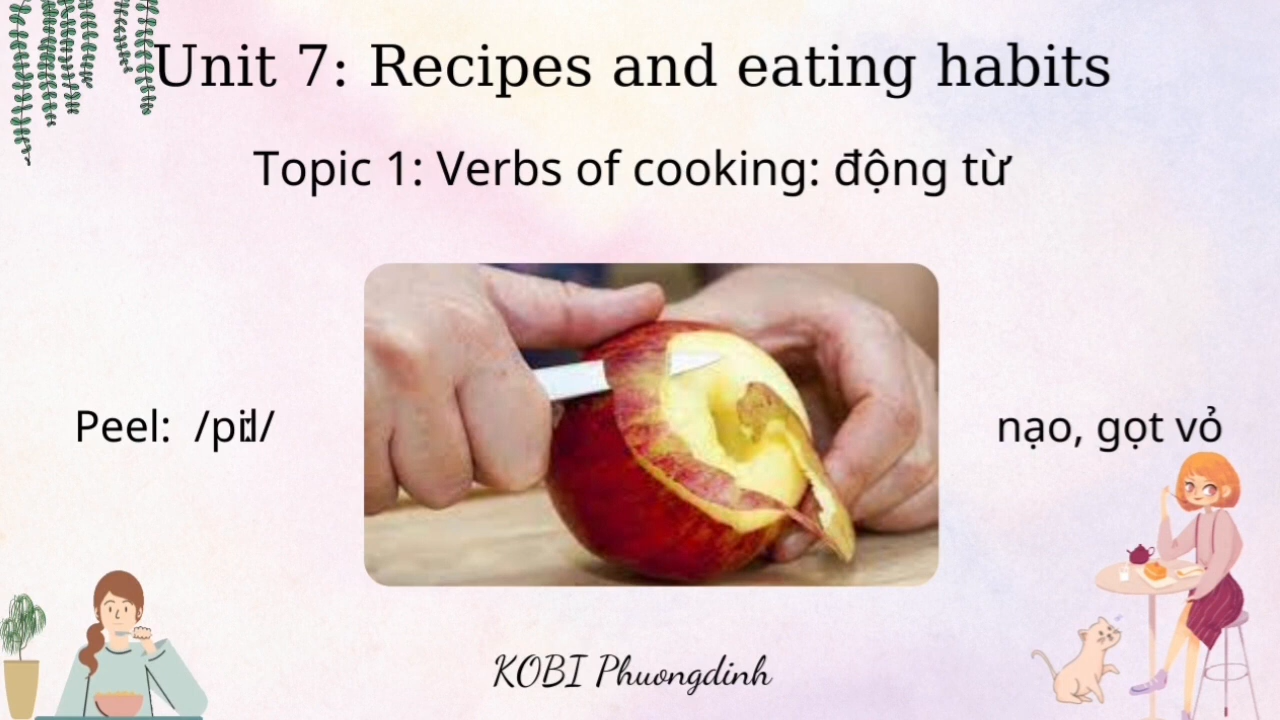 Unit 7: Recipes and eating habits
Topic 1: Verbs of cooking: động từ
Peel: /piːl/
nạo, gọt vỏ
KOBI Phuongdinh